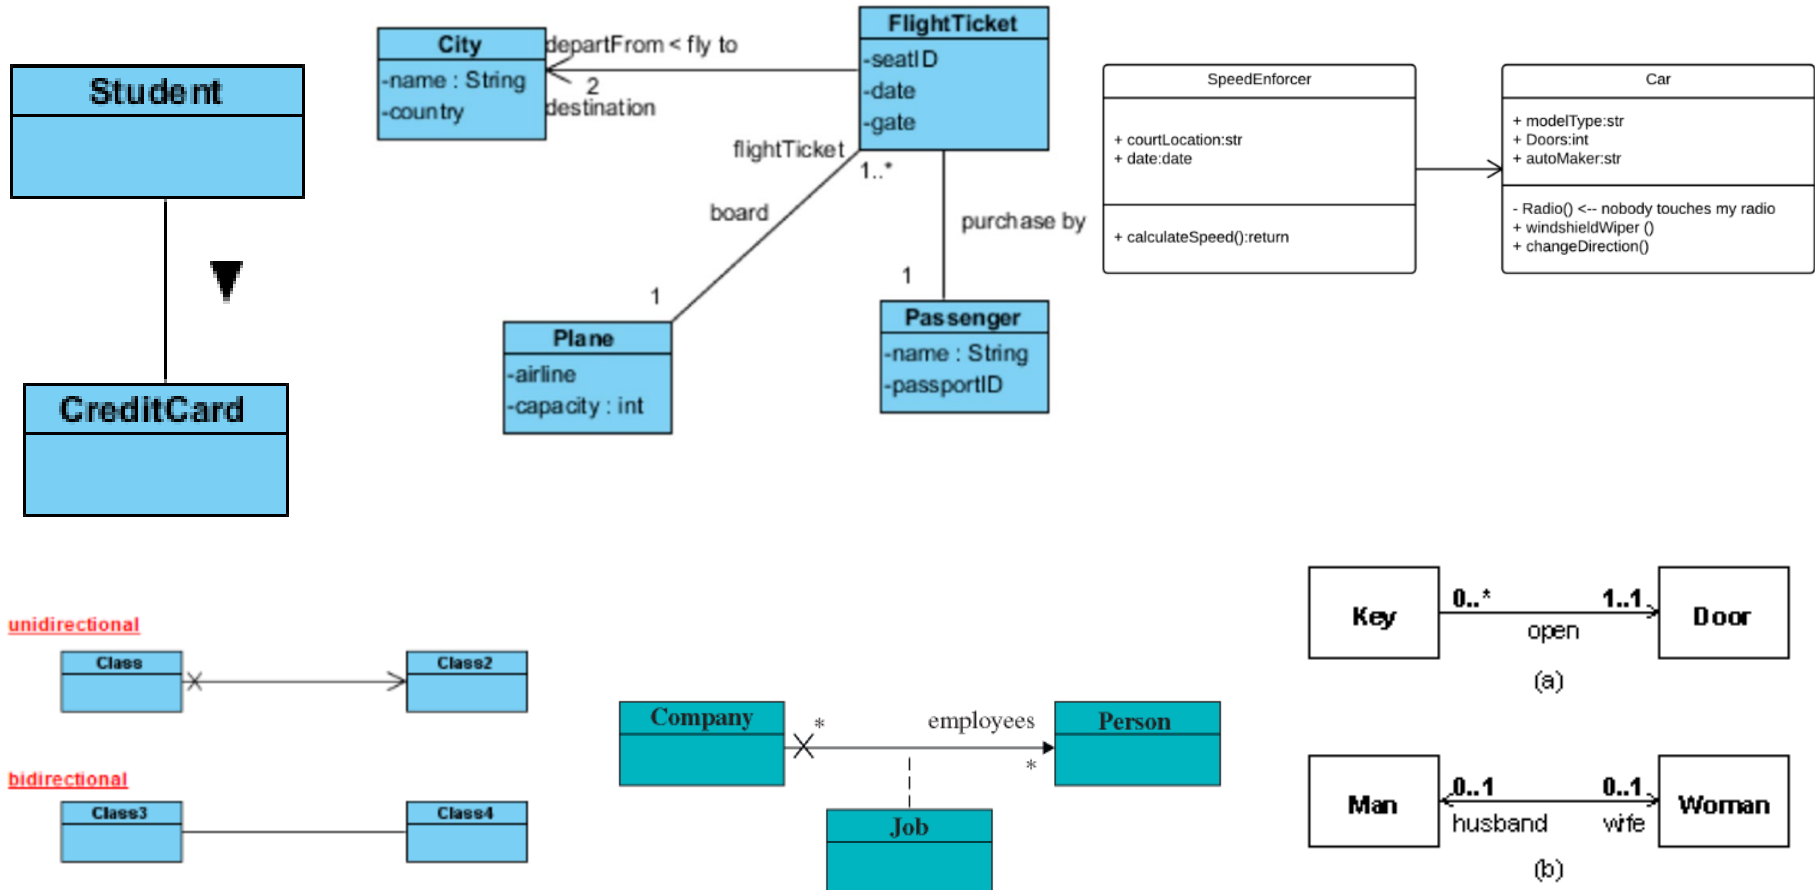 Student
CreditCard
City
-name : String
-country
departFrom < fly to
2
destination
FlightTicket
-seatID
-date
-gate
flightTicket
1..*
board
1
purchase by
1
Plane
-airline
-capacity : int
Passenger
-name : String
-passportID
SpeedEnforcer
+ courtLocation:str
+ date:date
+ calculateSpeed():return
Car
+ modelType:str
+ Doors:int
+ autoMaker:str
- Radio() <-- nobody touches my radio
+ windshieldWiper ()
+ changeDirection()
unidirectional
Class
Class2
bidirectional
Class3
Class4
Company
*
employees
*
Person
Job
Key
0..*
1..1
open
Door
(a)
Man
0..1
0..1
husband
wife
Woman
(b)